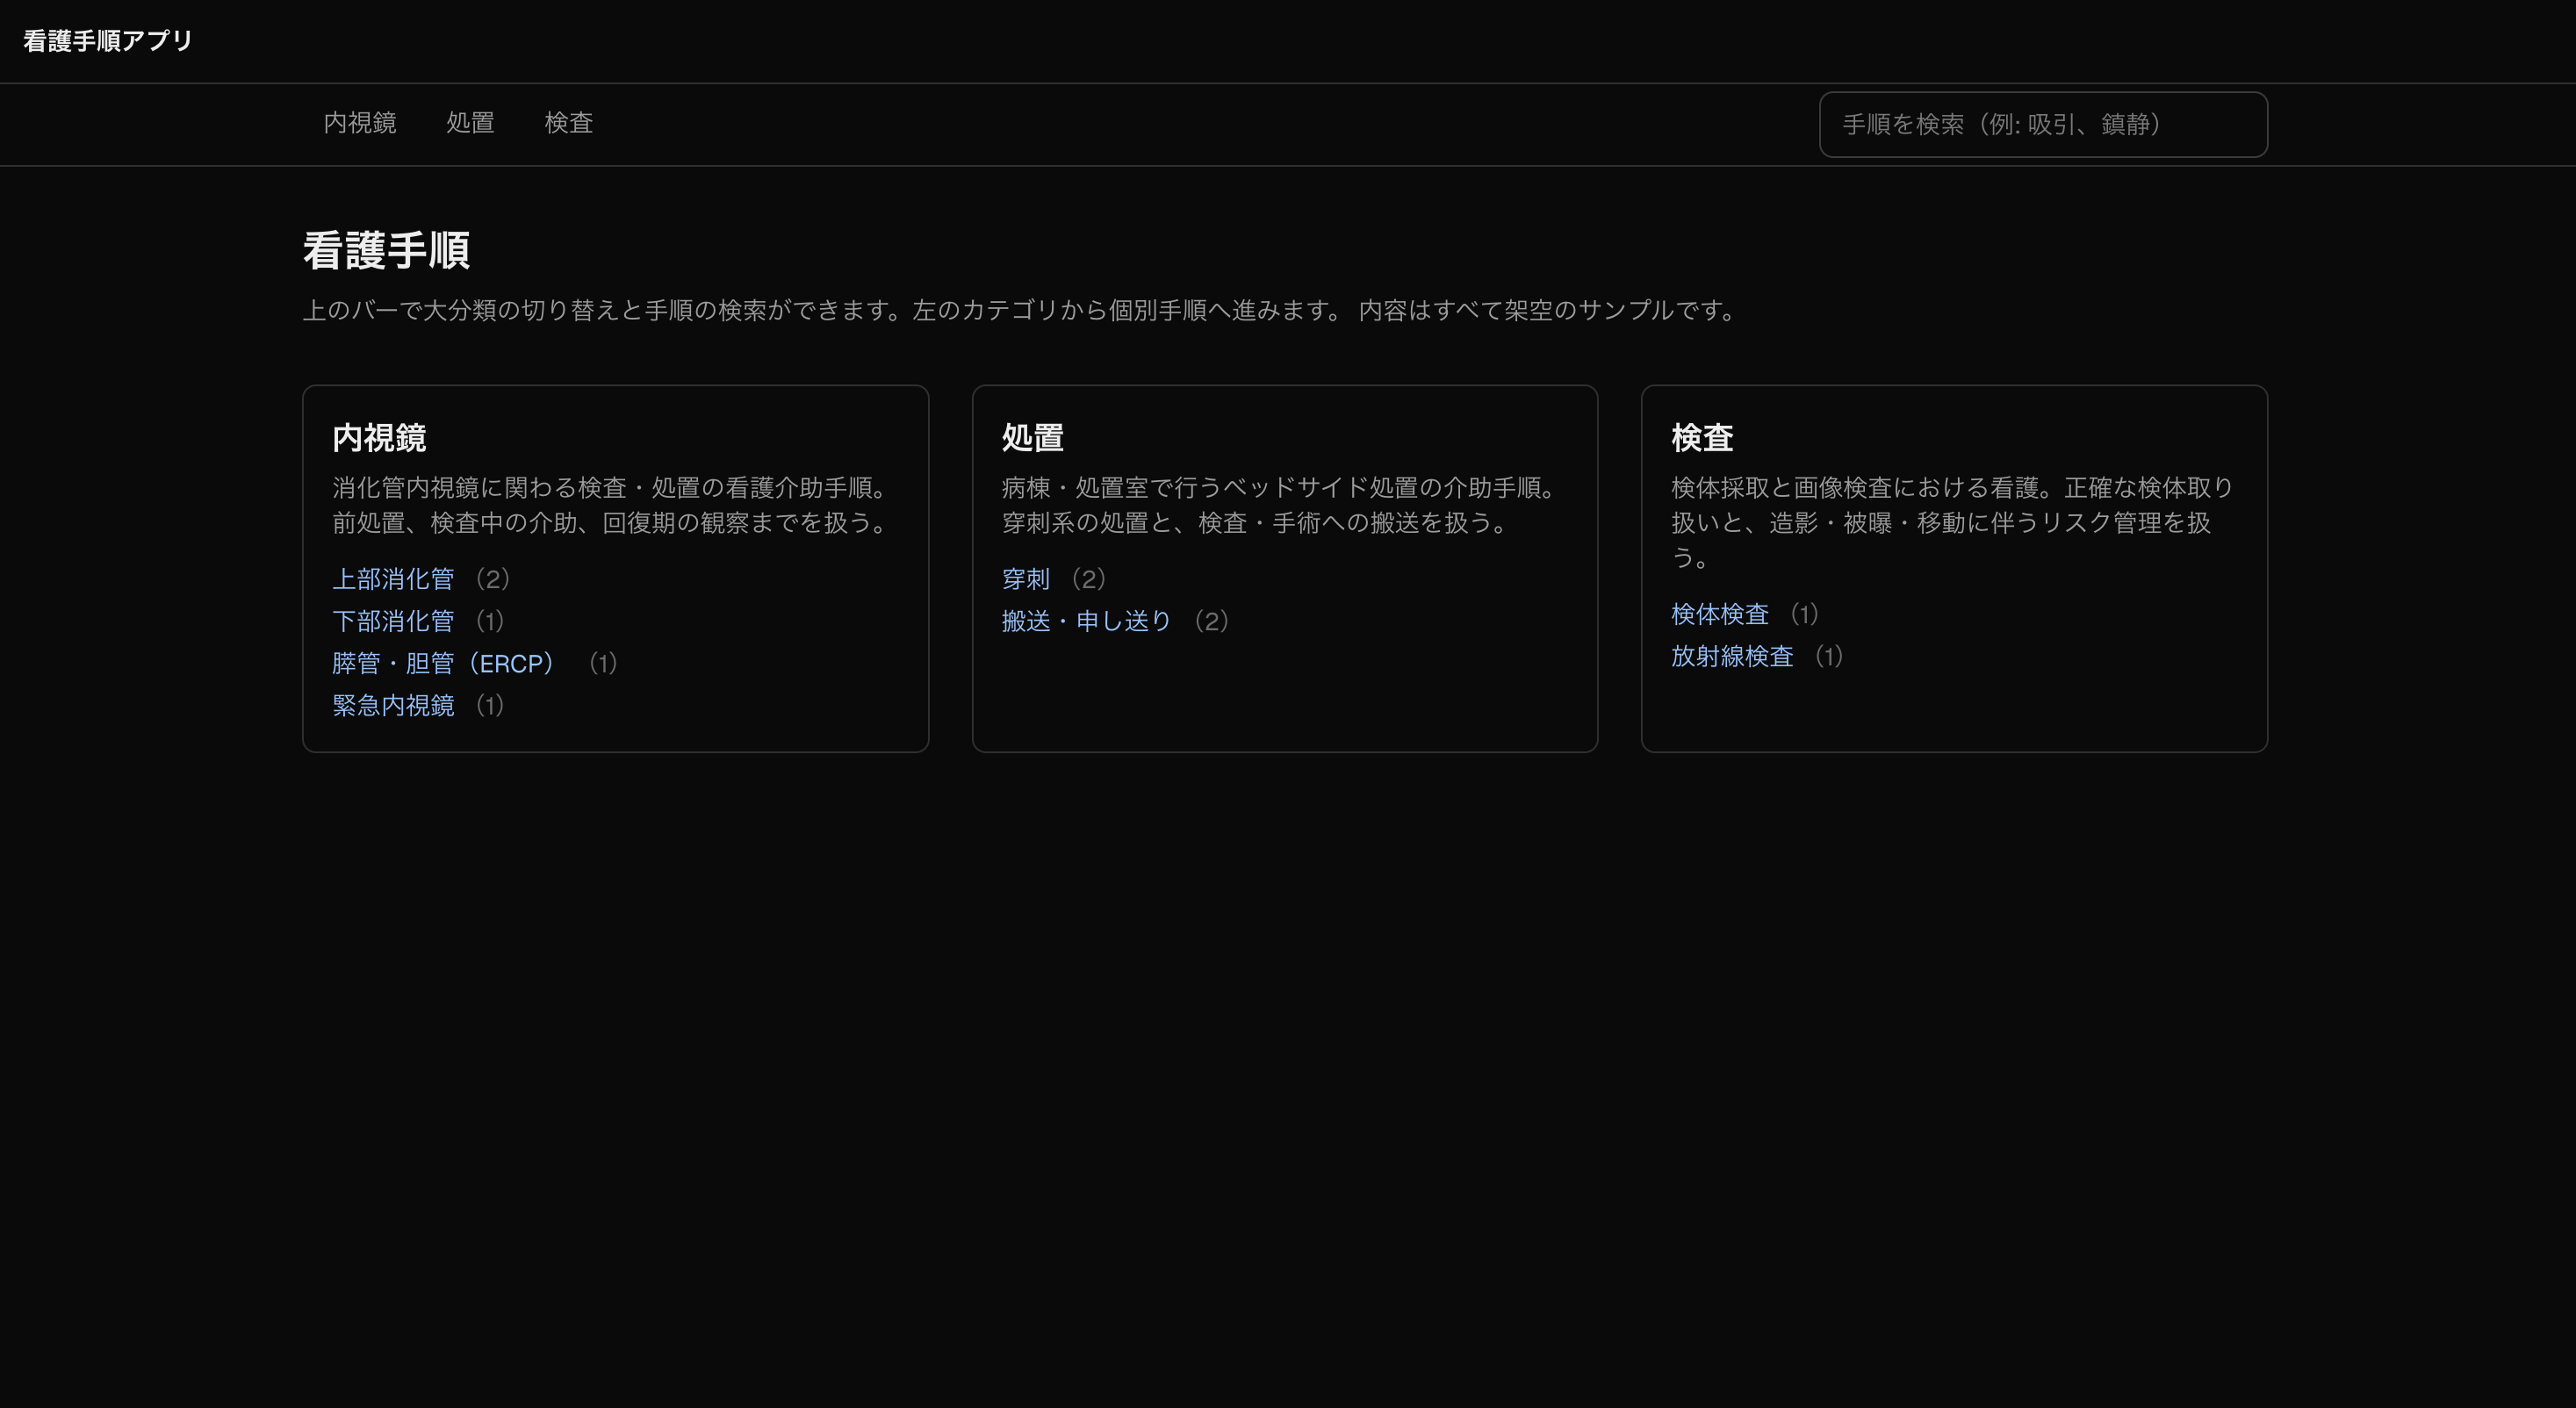 看護手順アプリ
内視鏡 処置 検査 手順を検索（例: 吸引、鎮静）
看護手順
上のバーで大分類の切り替えと手順の検索ができます。左のカテゴリから個別手順へ進みます。 内容はすべて架空のサンプルです。
内視鏡
消化管内視鏡に関わる検査・処置の看護介助手順。
前処置、検査中の介助、回復期の観察までを扱う。
上部消化管（2）
下部消化管（1）
膵管・胆管（ERCP）（1）
緊急内視鏡（1）
処置
病棟・処置室で行うベッドサイド処置の介助手順。
穿刺系の処置と、検査・手術への搬送を扱う。
穿刺（2）
搬送・申し送り（2）
検査
検体採取と画像検査における看護。正確な検体取り
扱いと、造影・被曝・移動に伴うリスク管理を扱
う。
検体検査（1）
放射線検査（1）